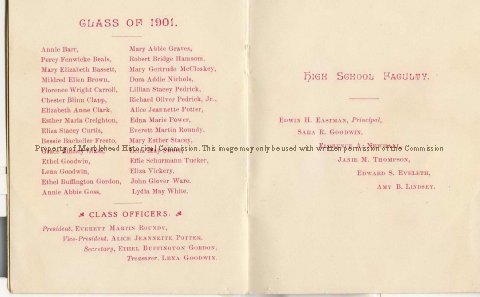 CLASS OF 1901.
Annie Barr,
Percy Fenwicke Beals,
Mary Elizabeth Bassett,
Mildred Ellen Brown,
Florence Wright Carroll,
Chester Blinn Clapp,
Elizabeth Anne Clark,
Esther Maria Creighton,
Eliza Stacey Curtis,
Bessie Bacheller Freeto,
Ethel Goodwin,
Lena Goodwin,
Ethel Buffington Gordon,
Annie Abbie Goss,
Mary Abbie Graves,
Robert Bridge Hanson,
Mary Gertrude McCloskey,
Dora Addie Nichols,
Lillian Stacey Pedrick,
Richard Oliver Pedrick, Jr.,
Alice Jeannette Potter,
Edna Marie Power,
Everett Martin Roundy,
Mary Esther Stacey,
Effie Schurmann Tucker,
Eliza Vickery,
John Glover Ware,
Lydia May White.
CLASS OFFICERS.
President, EVERETT MARTIN ROUNDY,
Vice-President, ALICE JEANNETTE POTTER,
Secretary, ETHEL BUFFINGTON GORDON,
Treasurer, LENA GOODWIN.
HIGH SCHOOL FACULTY.
EDWIN H. EASTMAN, Principal,
SARA R. GOODWIN,
FLORENCE A.
JANIE M. THOMPSON,
EDWARD S. EVELETH,
AMY B. LINDSEY.
Property of Marblehead Historical Commission. This image may only be used with written permission of the Commission